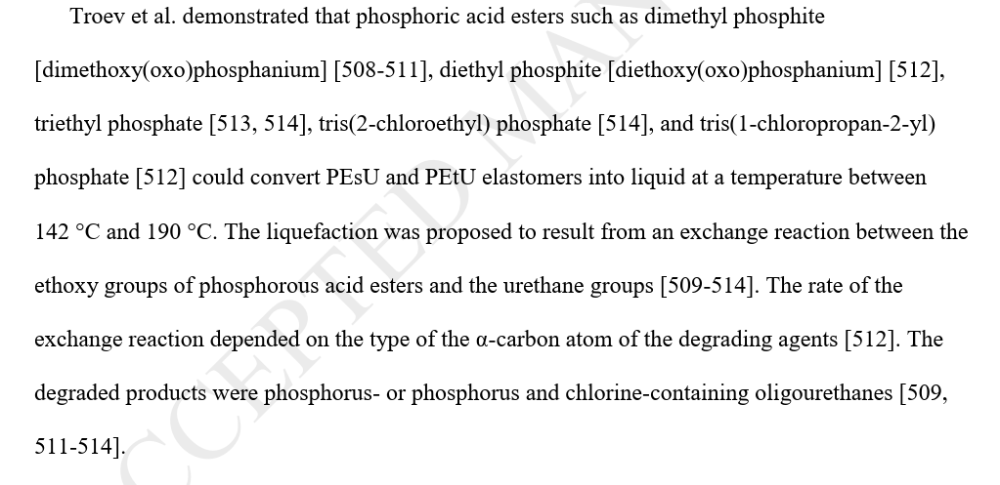 Troev et al. demonstrated that phosphoric acid esters such as dimethyl phosphite
[dimethoxy(oxo)phosphanium] [508-511], diethyl phosphite [diethoxy(oxo)phosphanium] [512],
triethyl phosphate [513, 514], tris(2-chloroethyl) phosphate [514], and tris(1-chloropropan-2-yl)
phosphate [512] could convert PEsU and PEtU elastomers into liquid at a temperature between
142 °C and 190 °C. The liquefaction was proposed to result from an exchange reaction between the
ethoxy groups of phosphorous acid esters and the urethane groups [509-514]. The rate of the
exchange reaction depended on the type of the α-carbon atom of the degrading agents [512]. The
degraded products were phosphorus- or phosphorus and chlorine-containing oligourethanes [509,
511-514].
CCEPTED MAN